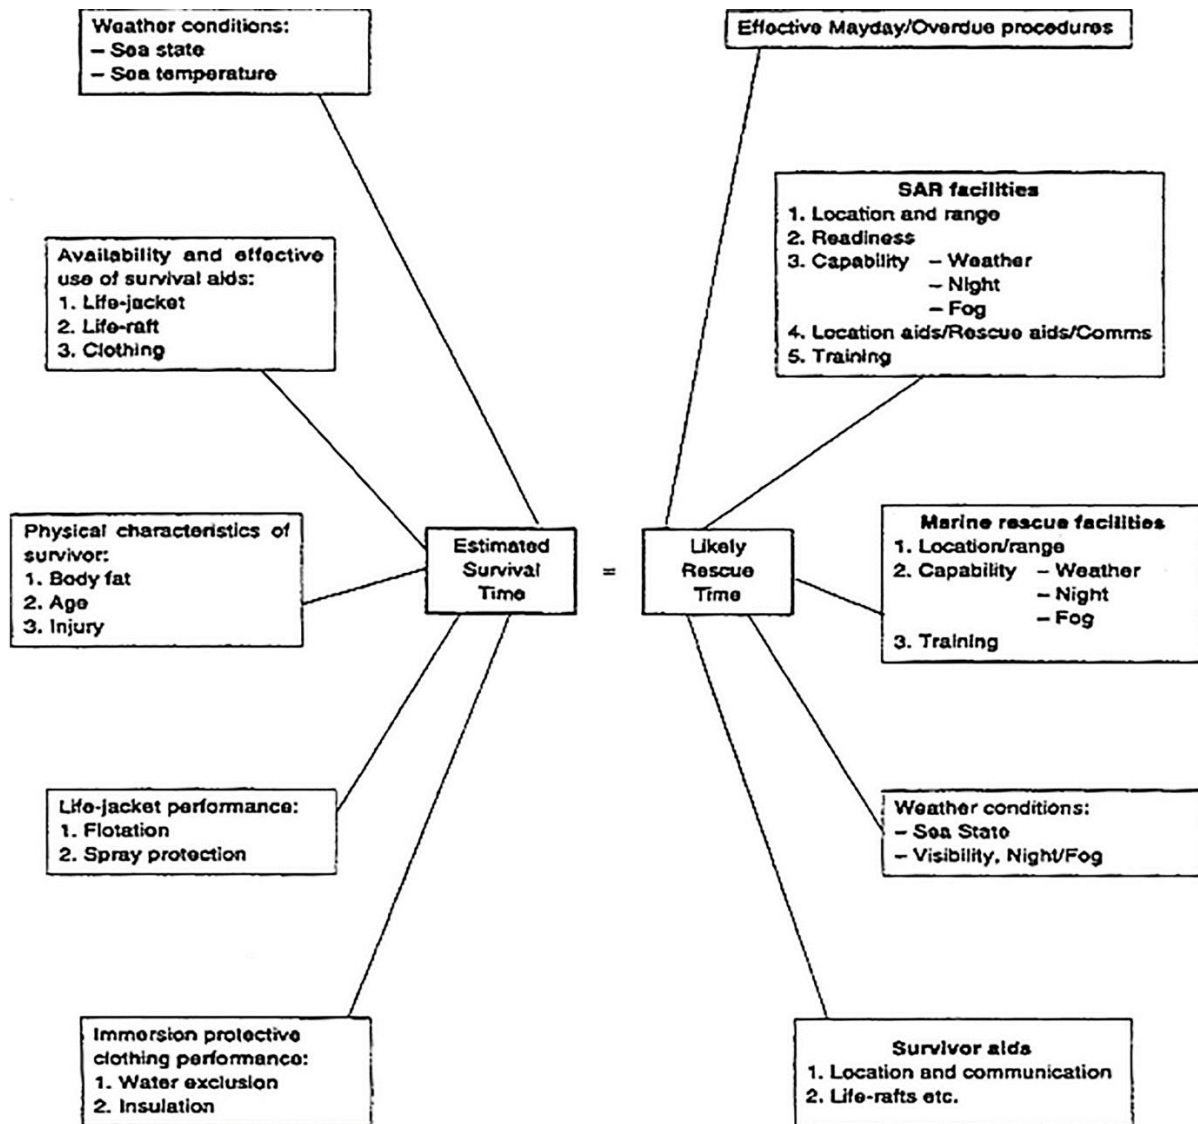 Weather conditions:
– Sea state
– Sea temperature
Availability and effective
use of survival aids:
1. Life-jacket
2. Life-raft
3. Clothing
Physical characteristics of
survivor:
1. Body fat
2. Age
3. Injury
Life-jacket performance:
1. Flotation
2. Spray protection
Immersion protective
clothing performance:
1. Water exclusion
2. Insulation
Estimated
Survival
Time
=
Likely
Rescue
Time
Effective Mayday/Overdue procedures
SAR facilities
1. Location and range
2. Readiness
3. Capability – Weather
– Night
– Fog
4. Location aids/Rescue aids/Comms
5. Training
Marine rescue facilities
1. Location/range
2. Capability – Weather
– Night
– Fog
3. Training
Weather conditions:
– Sea State
– Visibility, Night/Fog
Survivor aids
1. Location and communication
2. Life-rafts etc.